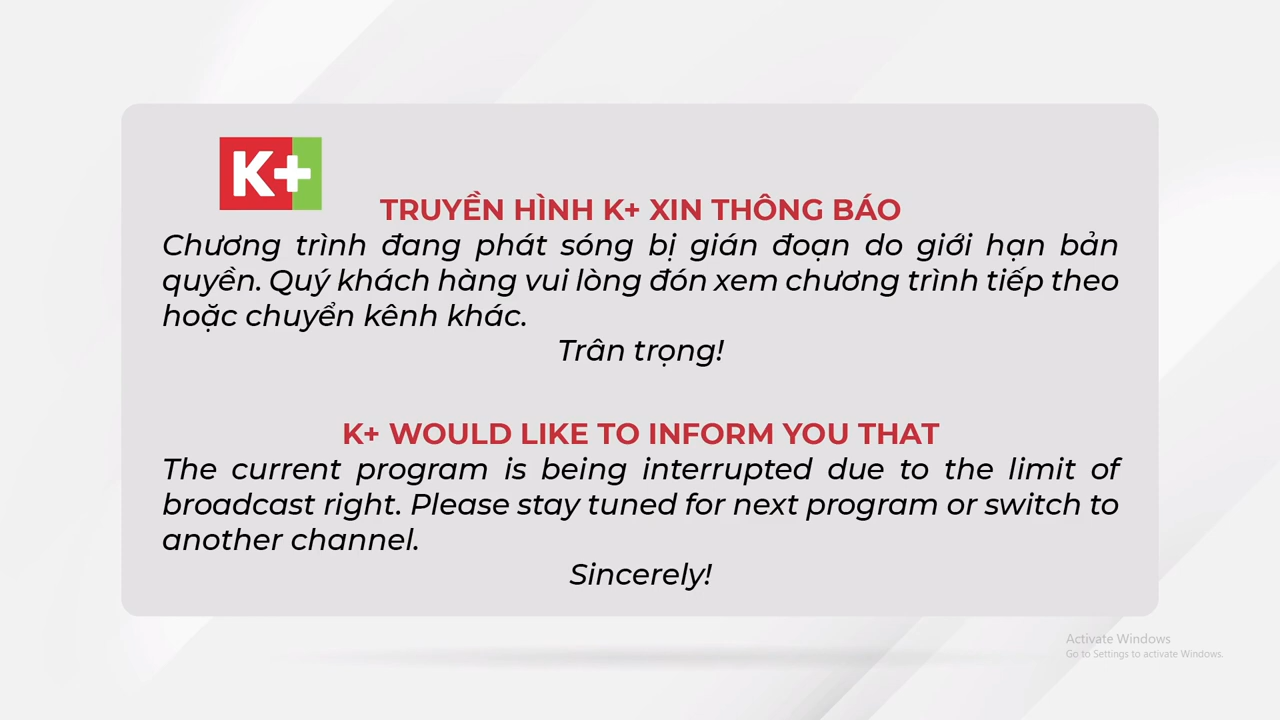 K+
TRUYỀN HÌNH K+ XIN THÔNG BÁO
Chương trình đang phát sóng bị gián đoạn do giới hạn bản
quyền. Quý khách hàng vui lòng đón xem chương trình tiếp theo
hoặc chuyển kênh khác.
Trân trọng!
K+ WOULD LIKE TO INFORM YOU THAT
The current program is being interrupted due to the limit of
broadcast right. Please stay tuned for next program or switch to
another channel.
Sincerely!
Activate Windows
Go to Settings to activate Windows.